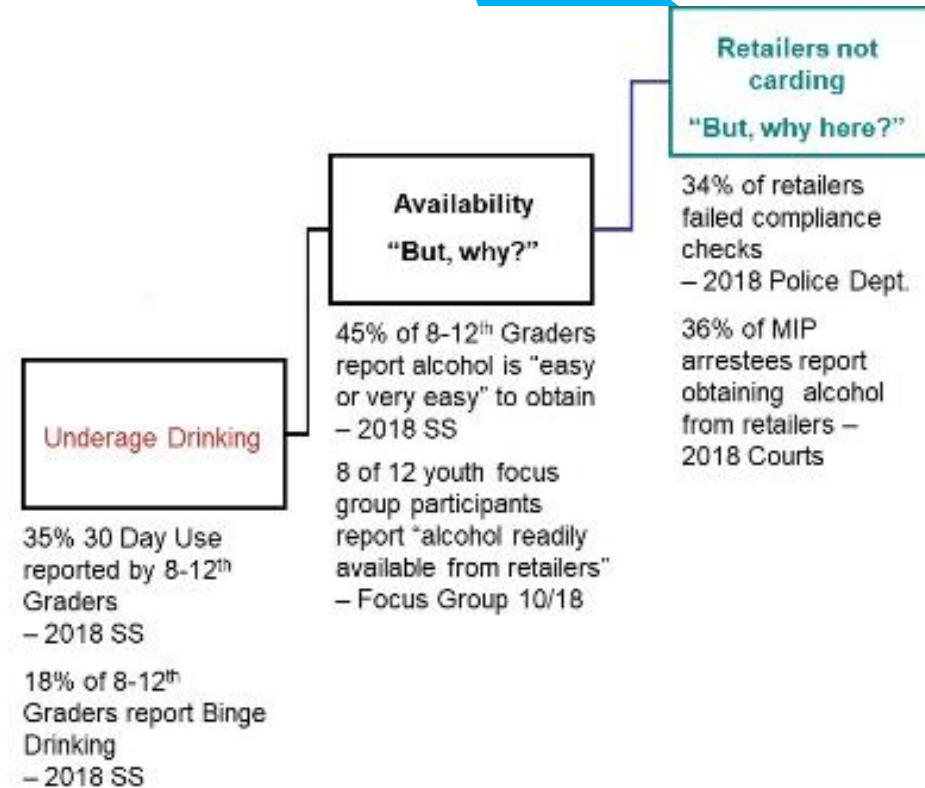 Underage Drinking
35% 30 Day Use
reported by 8-12th
Graders
– 2018 SS
18% of 8-12th
Graders report Binge
Drinking
– 2018 SS
Availability
“But, why?”
45% of 8-12th Graders
report alcohol is “easy
or very easy” to obtain
– 2018 SS
8 of 12 youth focus
group participants
report “alcohol readily
available from retailers”
– Focus Group 10/18
Retailers not
carding
“But, why here?”
34% of retailers
failed compliance
checks
– 2018 Police Dept.
36% of MIP
arrestees report
obtaining alcohol
from retailers –
2018 Courts